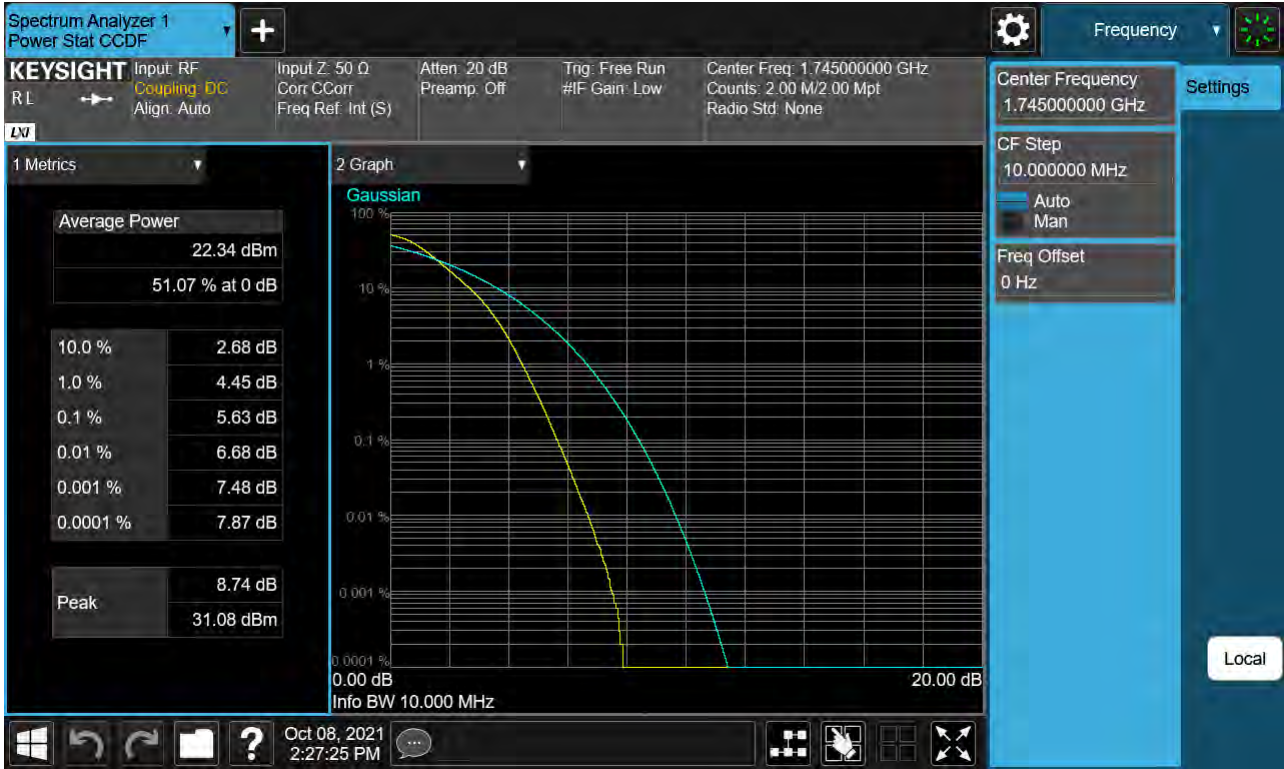 Spectrum Analyzer 1
Power Stat CCDF
+
Frequency
KEYSIGHT
R L
LXI
Input: RF
Coupling: DC
Align: Auto
Input Z: 50 Ω
Corr CCorr
Freq Ref: Int (S)
Atten: 20 dB
Preamp: Off
Trig: Free Run
#IF Gain: Low
Center Freq: 1.745000000 GHz
Counts: 2.00 M/2.00 Mpt
Radio Std: None
Center Frequency
1.745000000 GHz
Settings
CF Step
10.000000 MHz
Auto
Man
Freq Offset
0 Hz
1 Metrics
Average Power
22.34 dBm
51.07 % at 0 dB
10.0 % 2.68 dB
1.0 % 4.45 dB
0.1 % 5.63 dB
0.01 % 6.68 dB
0.001 % 7.48 dB
0.0001 % 7.87 dB
Peak 8.74 dB
31.08 dBm
2 Graph
Gaussian
100 %
10 %
1 %
0.1 %
0.01 %
0.001 %
0.0001 %
0.00 dB 20.00 dB
Info BW 10.000 MHz
Local
?
Oct 08, 2021
2:27:25 PM